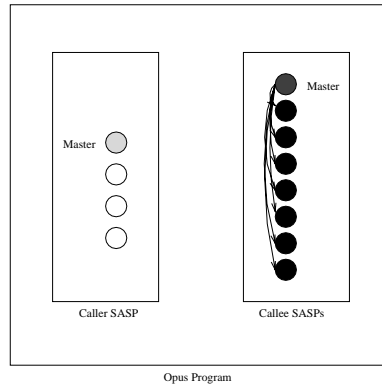 Master
Master
Caller SASP
Callee SASPs
Opus Program